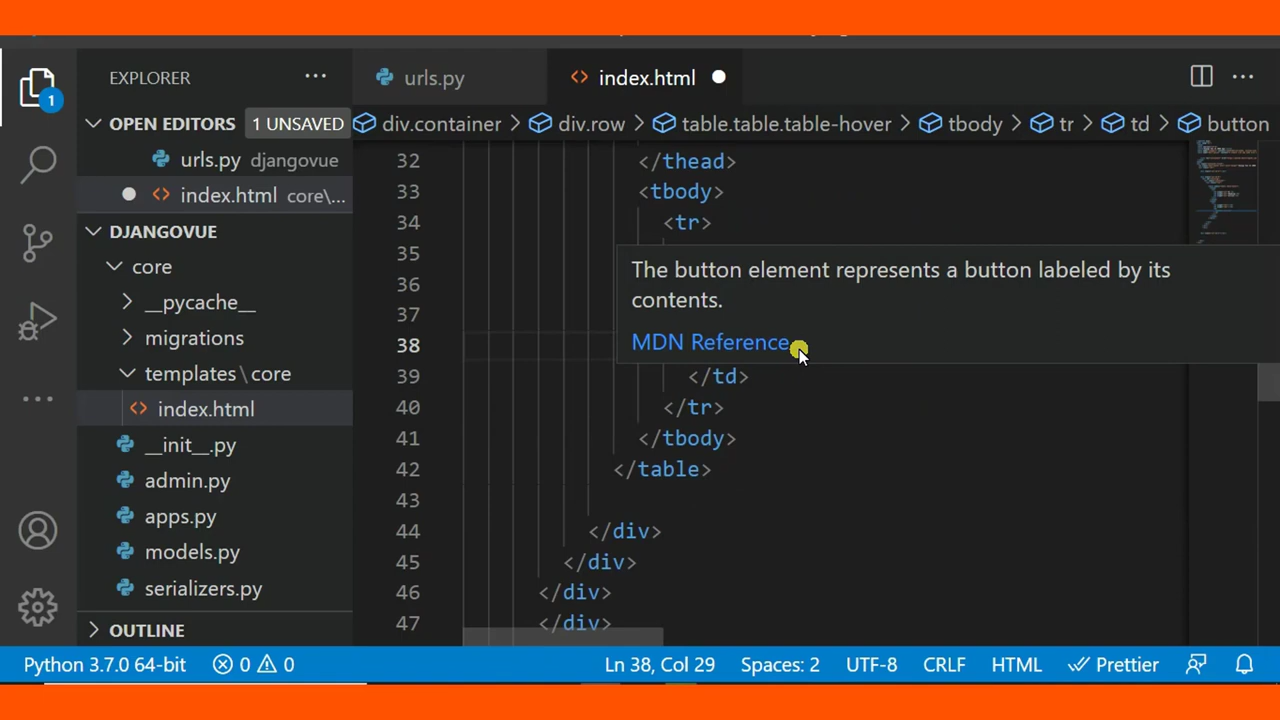 EXPLORER
urls.py
index.html
OPEN EDITORS
1 UNSAVED
div.container
div.row
table.table.table-hover
tbody
tr
td
button
urls.py djangovue
index.html core\...
DJANGOVUE
core
__pycache__
migrations
templates\core
index.html
__init__.py
admin.py
apps.py
models.py
serializers.py
OUTLINE
32 </thead>
33 <tbody>
34 <tr>
35
36
37
38
39 </td>
40 </tr>
41 </tbody>
42 </table>
43
44 </div>
45 </div>
46 </div>
47 </div>
The button element represents a button labeled by its
contents.
MDN Reference
1
Python 3.7.0 64-bit
0
0
Ln 38, Col 29
Spaces: 2
UTF-8
CRLF
HTML
Prettier